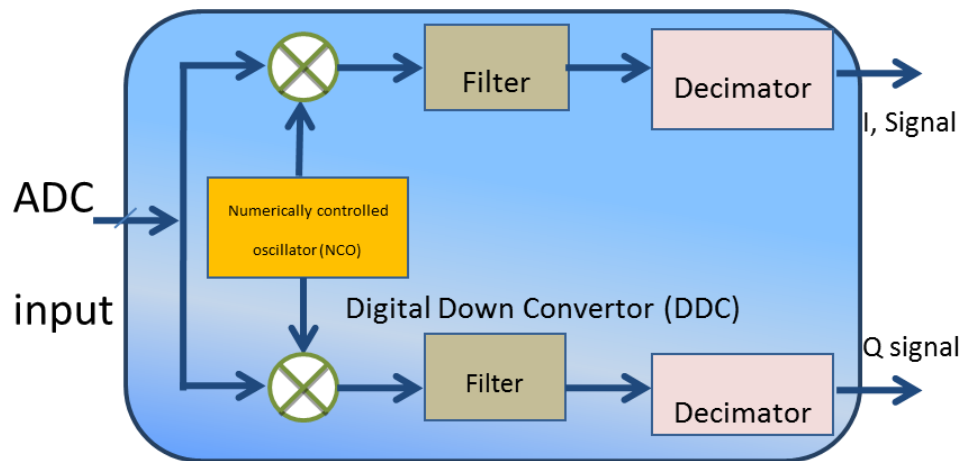 ADC
input
Filter
Decimator
I, Signal
Numerically controlled
oscillator (NCO)
Digital Down Convertor (DDC)
Filter
Decimator
Q signal